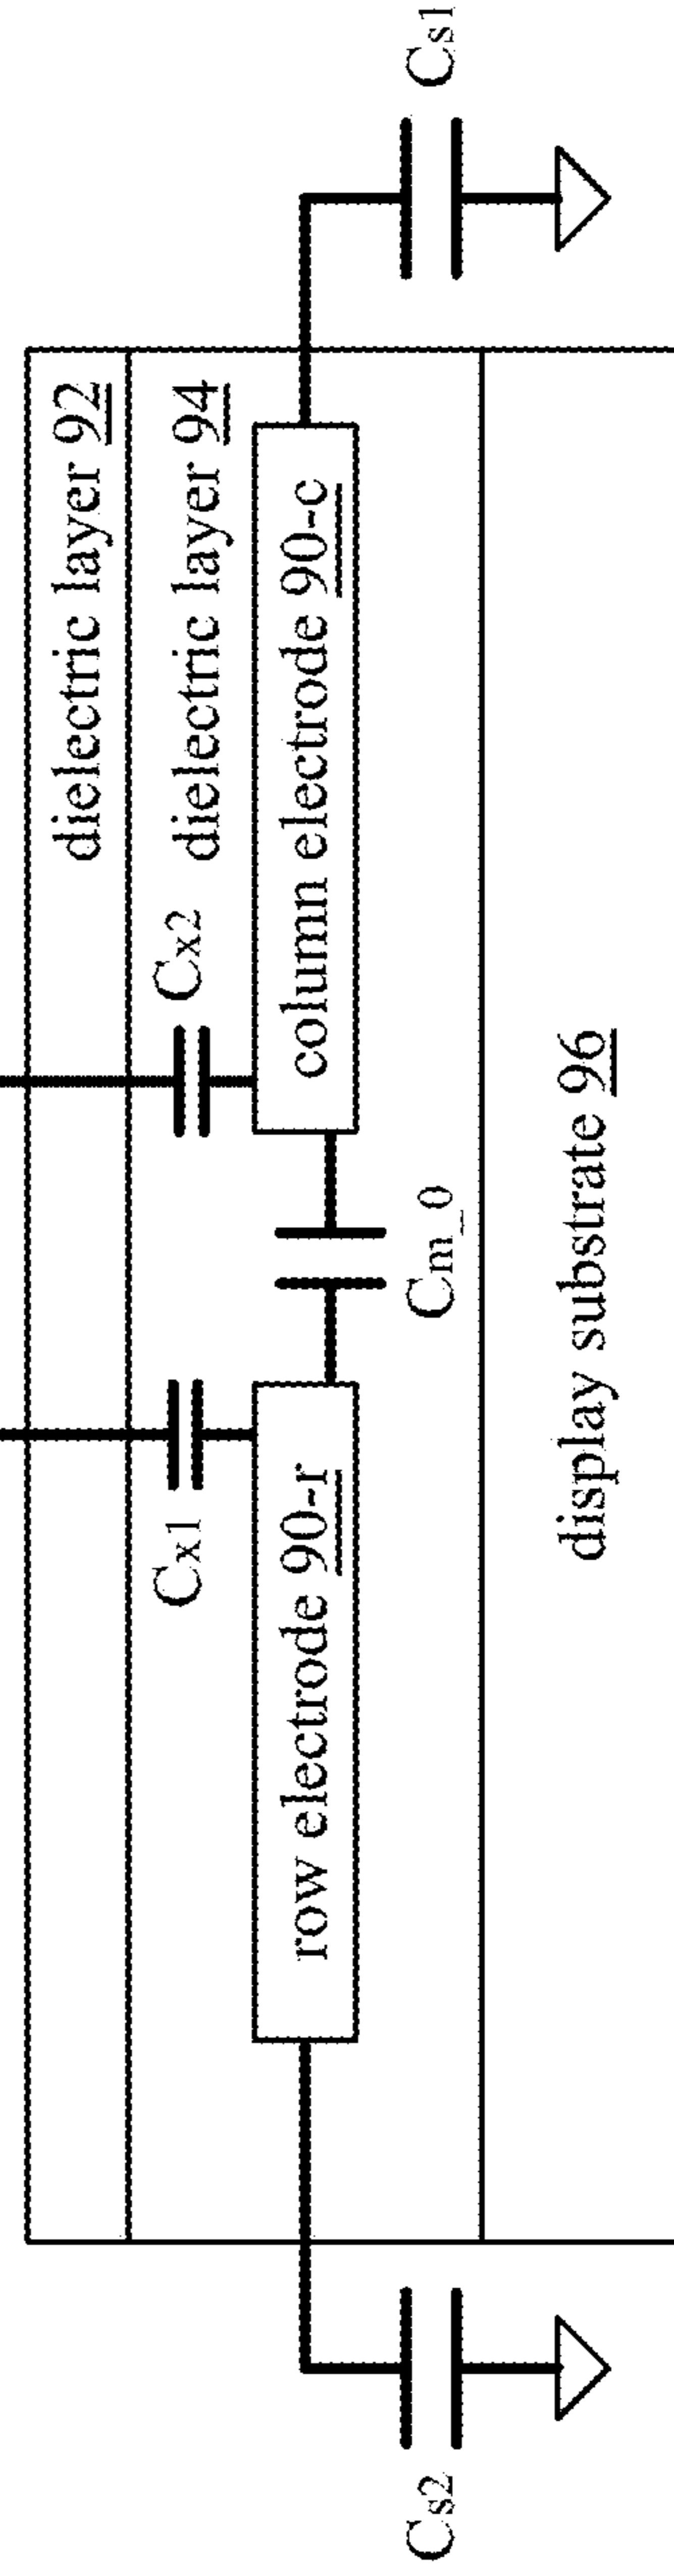 dielectric layer 92
dielectric layer 94
Cx1
Cx2
row electrode 90-r
column electrode 90-c
Cm_0
Cs2
Cs1
display substrate 96